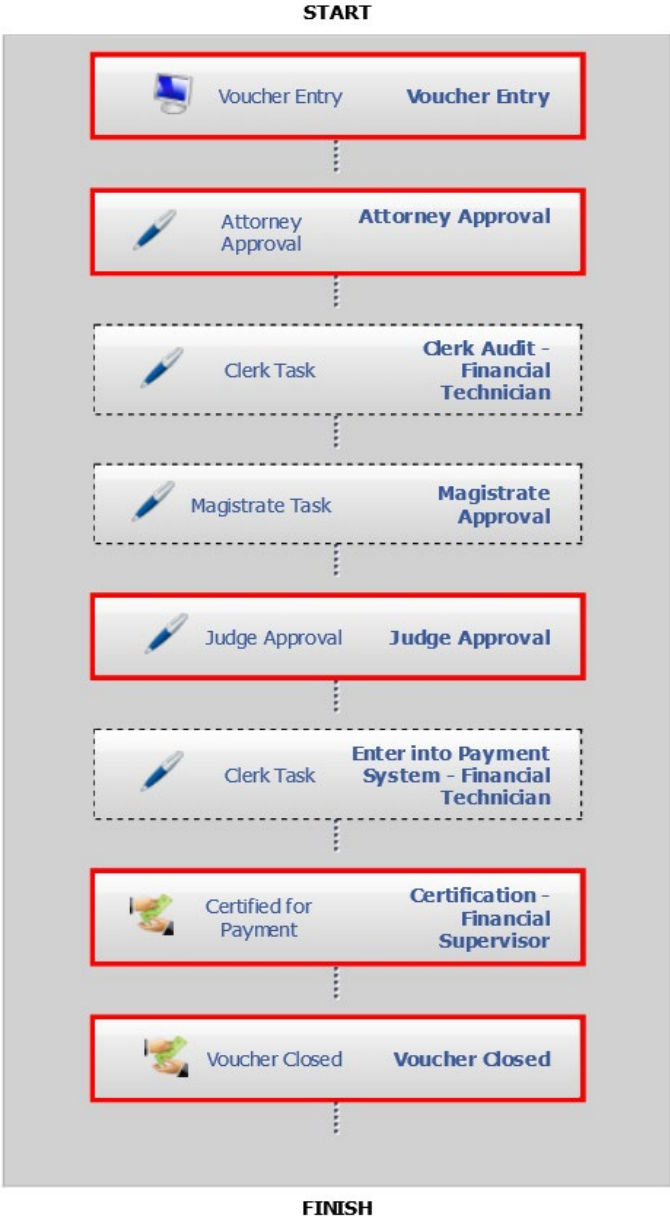 START
Voucher Entry Voucher Entry
Attorney Approval
Attorney
Approval
Clerk Task
Clerk Audit -
Financial
Technician
Magistrate Task
Magistrate
Approval
Judge Approval Judge Approval
Clerk Task
Enter into Payment
System - Financial
Technician
Certified for
Payment
Certification -
Financial
Supervisor
Voucher Closed Voucher Closed
FINISH